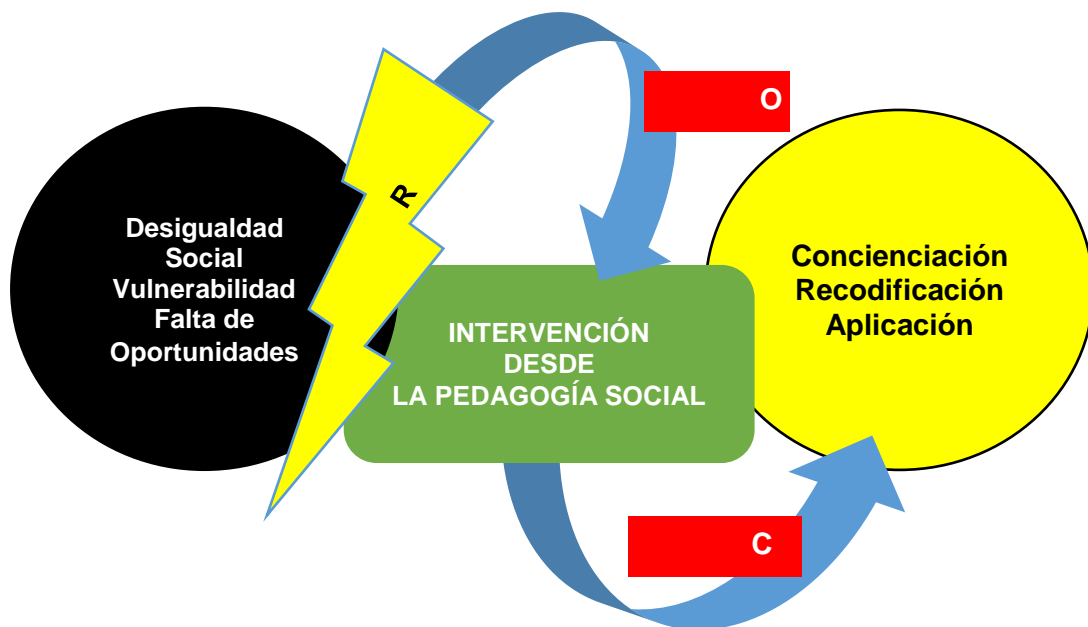 O
R
Desigualdad
Social
Vulnerabilidad
Falta de
Oportunidades
INTERVENCIÓN
DESDE
LA PEDAGOGÍA SOCIAL
Concienciación
Recodificación
Aplicación
C